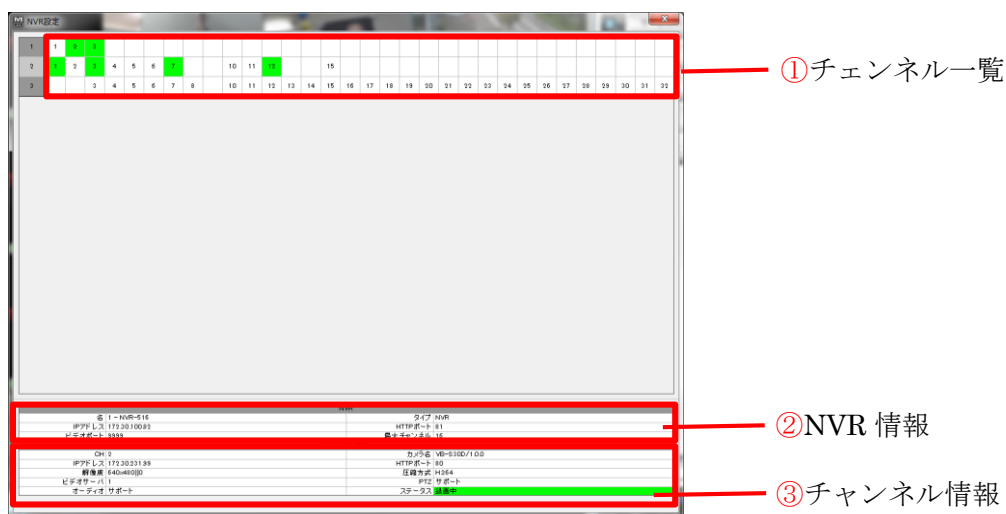 NVR設定
1 1 2 3
2 1 2 3 4 5 6 7 10 11 12 15
3 3 4 5 6 7 8 10 11 12 13 14 15 16 17 18 19 20 21 22 23 24 25 26 27 28 29 30 31 32
①チェンネル一覧
NVR
名 1 - NVR-516 タイプ NVR
IPアドレス 172.30.100.82 HTTPポート 81
ビデオポート 9999 最大チャンネル 16
②NVR 情報
CH 2 カメラ名 VB-S30D/1.0.0
IPアドレス 172.30.231.99 HTTPポート 80
解像度 640x480||0 圧縮方式 H264
ビデオサーバ 1 PTZ サポート
オーディオ サポート ステータス 録画中
③チャンネル情報